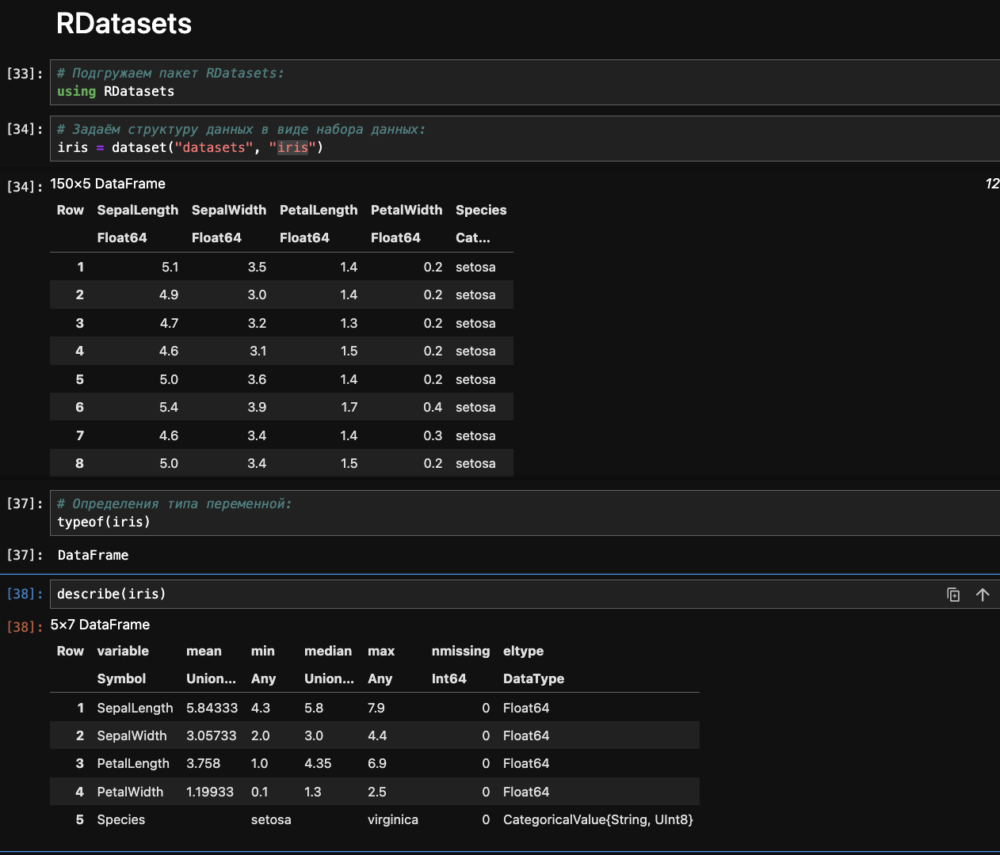 RDatasets
[33]: # Подгружаем пакет RDatasets:
using RDatasets
[34]: # Задаём структуру данных в виде набора данных:
iris = dataset("datasets", "iris")
[34]: 150×5 DataFrame 12
Row SepalLength SepalWidth PetalLength PetalWidth Species
Float64 Float64 Float64 Float64 Cat…
1 5.1 3.5 1.4 0.2 setosa
2 4.9 3.0 1.4 0.2 setosa
3 4.7 3.2 1.3 0.2 setosa
4 4.6 3.1 1.5 0.2 setosa
5 5.0 3.6 1.4 0.2 setosa
6 5.4 3.9 1.7 0.4 setosa
7 4.6 3.4 1.4 0.3 setosa
8 5.0 3.4 1.5 0.2 setosa
[37]: # Определения типа переменной:
typeof(iris)
[37]: DataFrame
[38]: describe(iris)
[38]: 5×7 DataFrame
Row variable mean min median max nmissing eltype
Symbol Union… Any Union… Any Int64 DataType
1 SepalLength 5.84333 4.3 5.8 7.9 0 Float64
2 SepalWidth 3.05733 2.0 3.0 4.4 0 Float64
3 PetalLength 3.758 1.0 4.35 6.9 0 Float64
4 PetalWidth 1.19933 0.1 1.3 2.5 0 Float64
5 Species setosa virginica 0 CategoricalValue{String, UInt8}